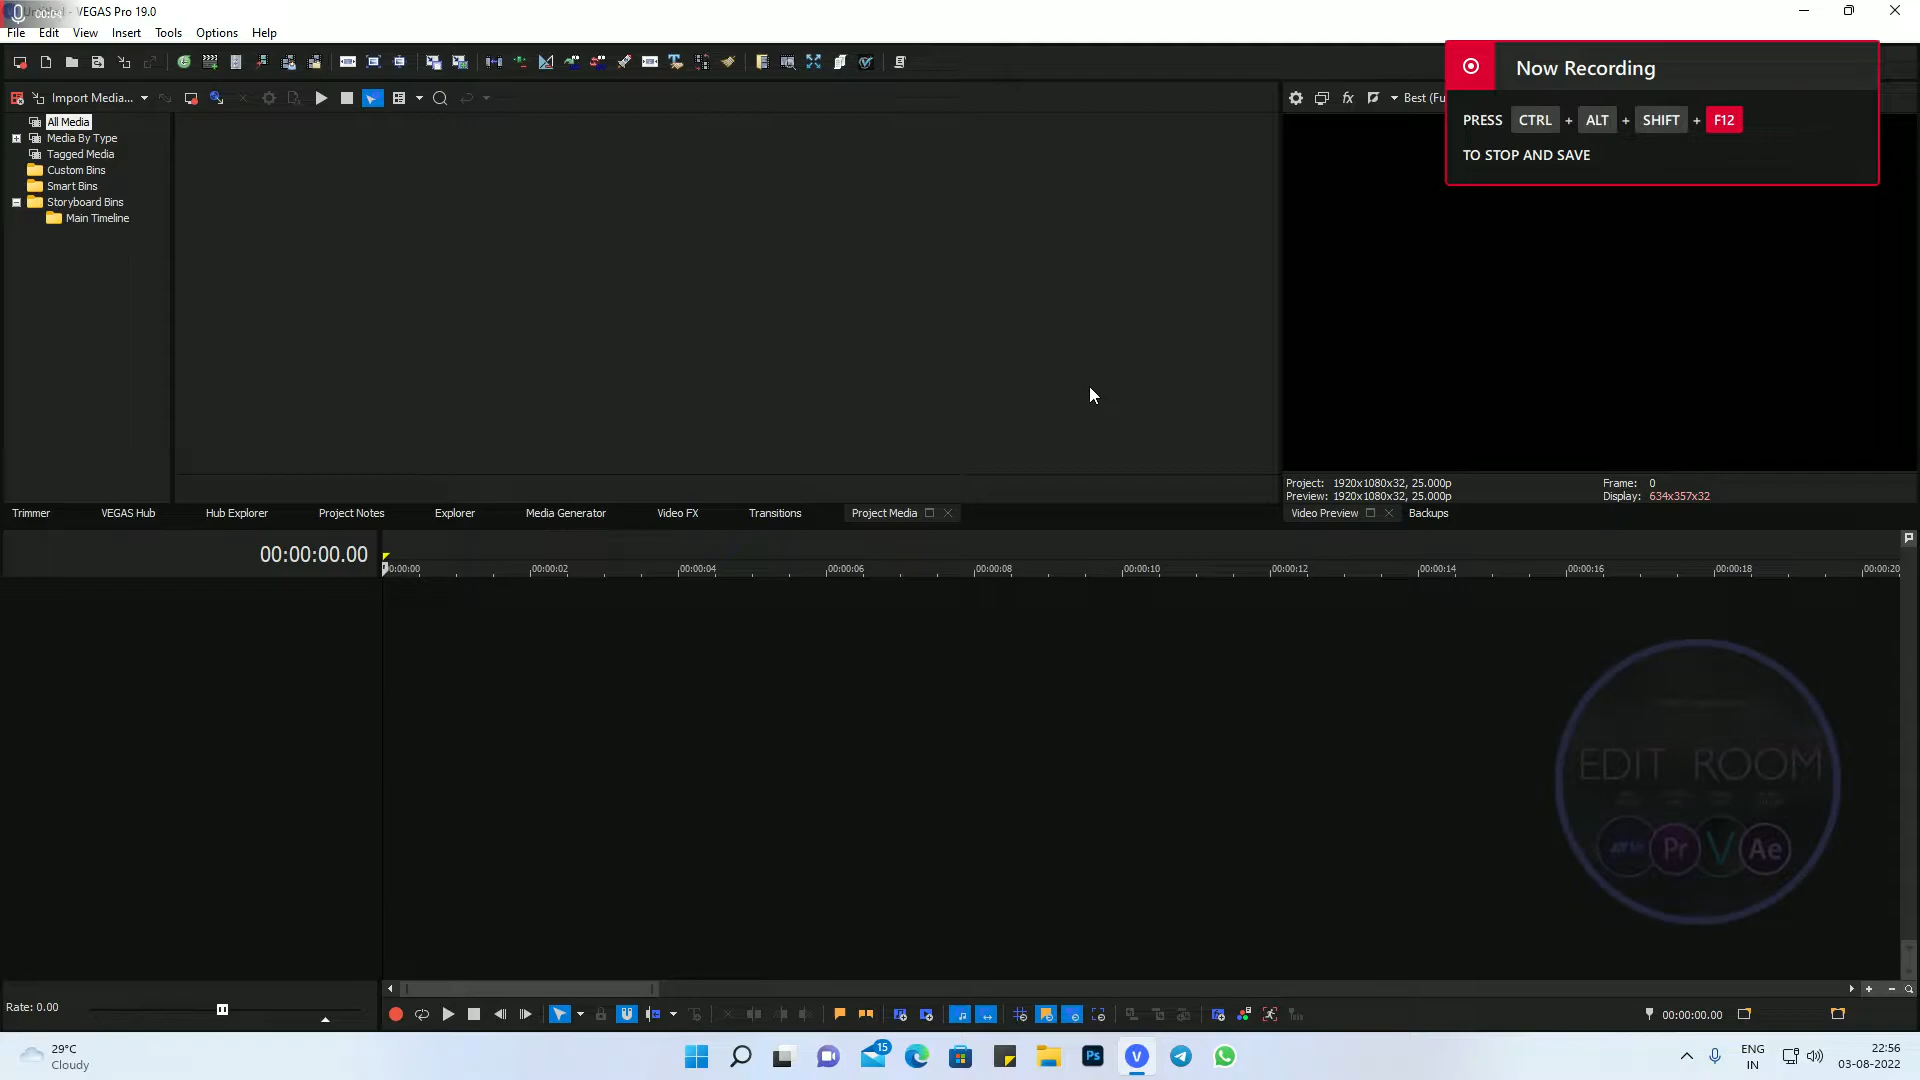 00:04
VEGAS Pro 19.0
File Edit View Insert Tools Options Help
Now Recording
PRESS CTRL + ALT + SHIFT + F12
TO STOP AND SAVE
Import Media...
Best (Fu
All Media
Media By Type
Tagged Media
Custom Bins
Smart Bins
Storyboard Bins
Main Timeline
Project: 1920x1080x32, 25.000p
Frame: 0
Preview: 1920x1080x32, 25.000p
Display: 634x357x32
Trimmer VEGAS Hub Hub Explorer Project Notes Explorer Media Generator Video FX Transitions Project Media
Video Preview Backups
00:00:00.00
0:00:00 00:00:02 00:00:04 00:00:06 00:00:08 00:00:10 00:00:12 00:00:14 00:00:16 00:00:18 00:00:20
EDIT ROOM
Pr V Ae
Rate: 0.00
00:00:00.00
29°C
Cloudy
15
Ps
V
ENG
IN
22:56
03-08-2022